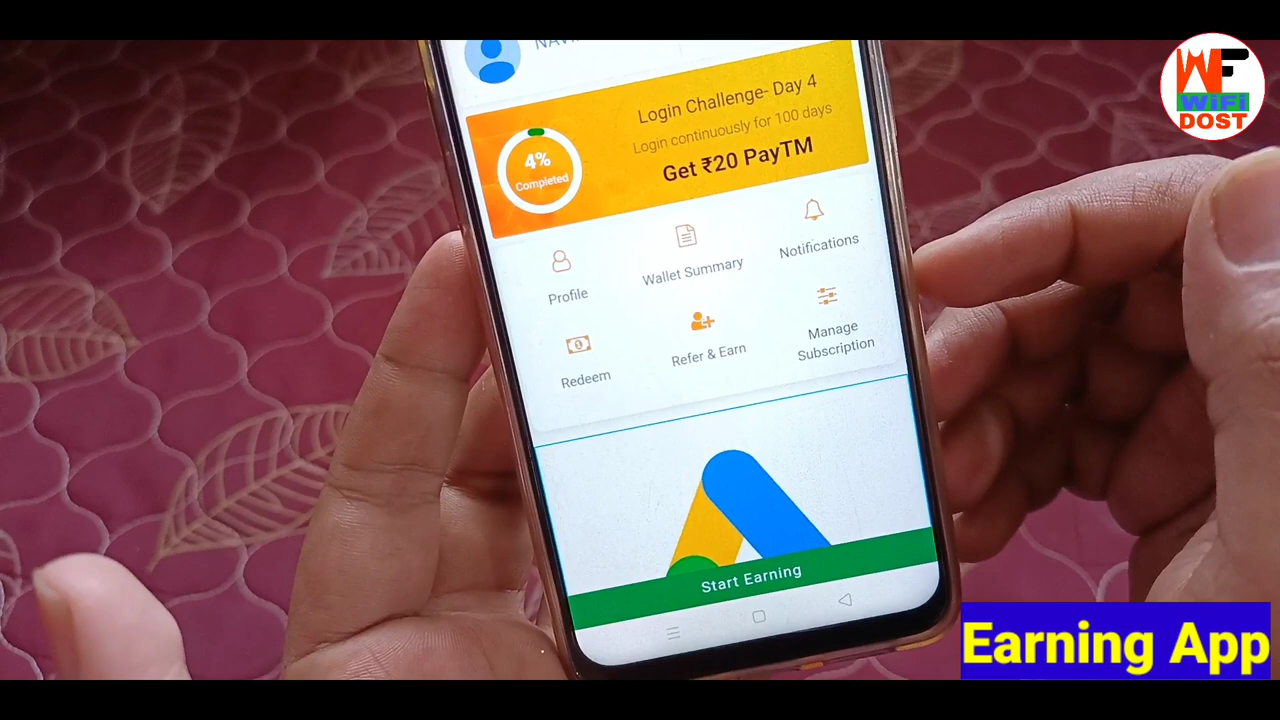 WF
WiFi
DOST
Login Challenge- Day 4
Login continuously for 100 days
Get ₹20 PayTM
4%
Completed
Profile
Wallet Summary
Notifications
Redeem
Refer & Earn
Manage
Subscription
Start Earning
Earning App